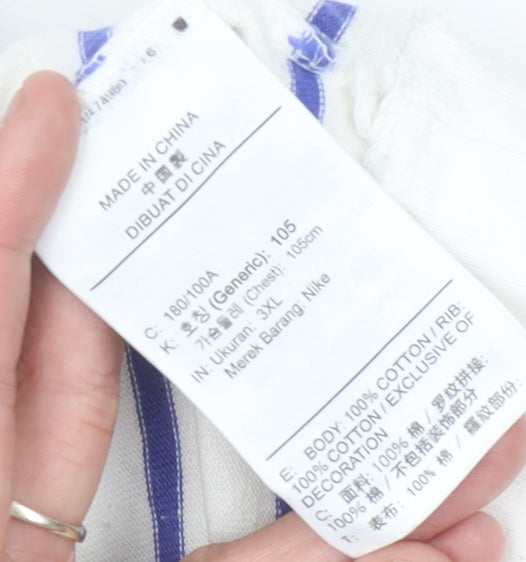 MADE IN CHINA
中国製
DIBUAT DI CINA
C: 180/100A
K: 호칭 (Generic): 105
가슴둘레 (Chest): 105cm
IN: Ukuran: 3XL
Merek Barang: Nike
E: BODY: 100% COTTON / RIB:
100% COTTON / EXCLUSIVE OF
DECORATION
C: 面料: 100% 棉 / 罗纹拼接:
100% 棉 / 不包括装饰部分
T: 表布: 100% 棉 / 羅紋部份: